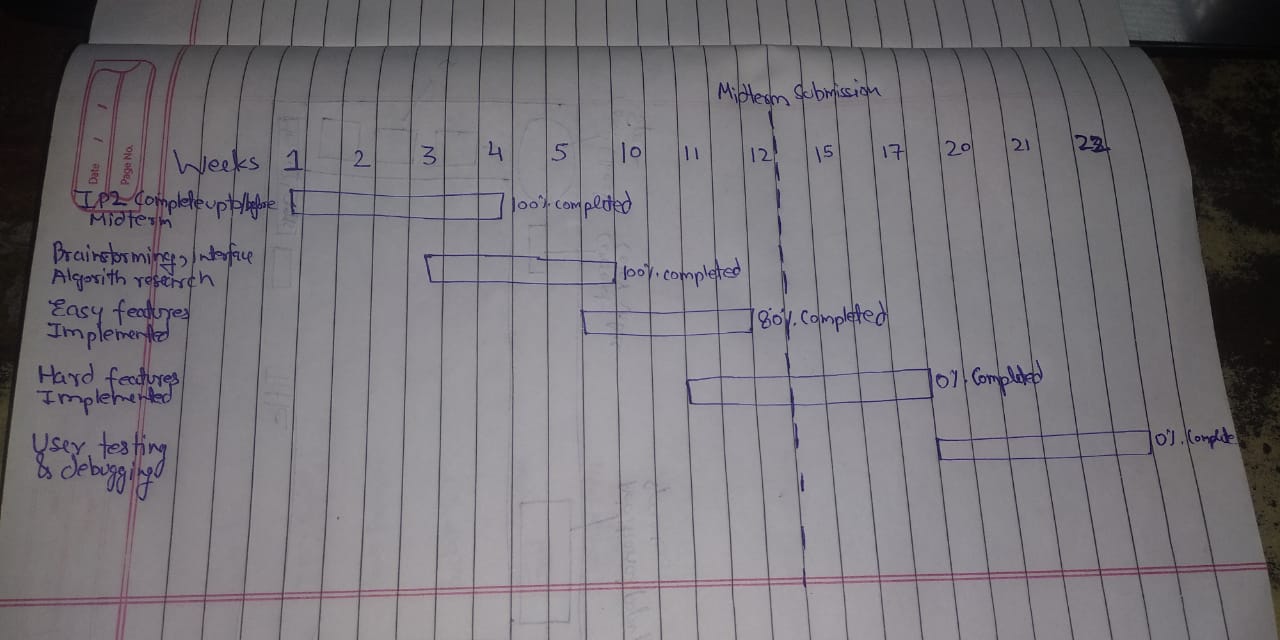 Midterm Submission
Date / /
Page No.
Weeks 1 2 3 4 5 10 11 12 15 17 20 21 22
IP2 Complete upto/before
Midterm
100% completed
Brainstorming, Interface
Algorith research
100% completed
Easy features
Implemented
80% Completed
Hard features
Implemented
0% Completed
User testing
& debugging
0% Complete